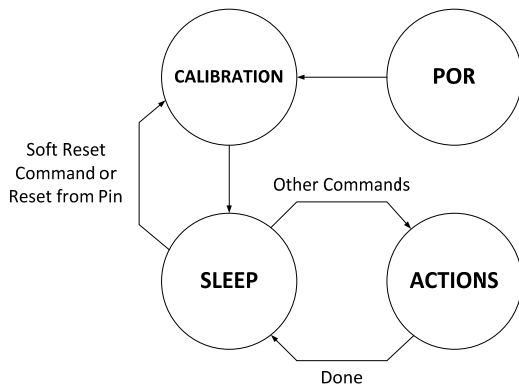 CALIBRATION
POR
Soft Reset
Command or
Reset from Pin
Other Commands
SLEEP
ACTIONS
Done